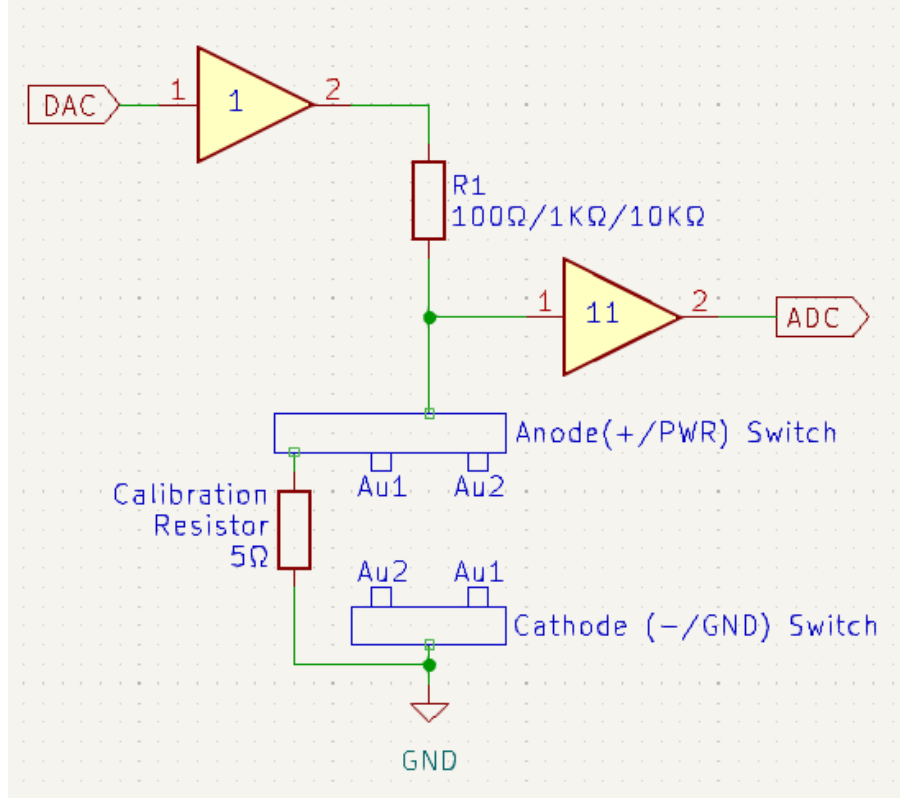 DAC
1
1
2
R1
100Ω/1KΩ/10KΩ
1
11
2
ADC
Anode(+/PWR) Switch
Au1
Au2
Calibration
Resistor
5Ω
Au2
Au1
Cathode (-/GND) Switch
GND